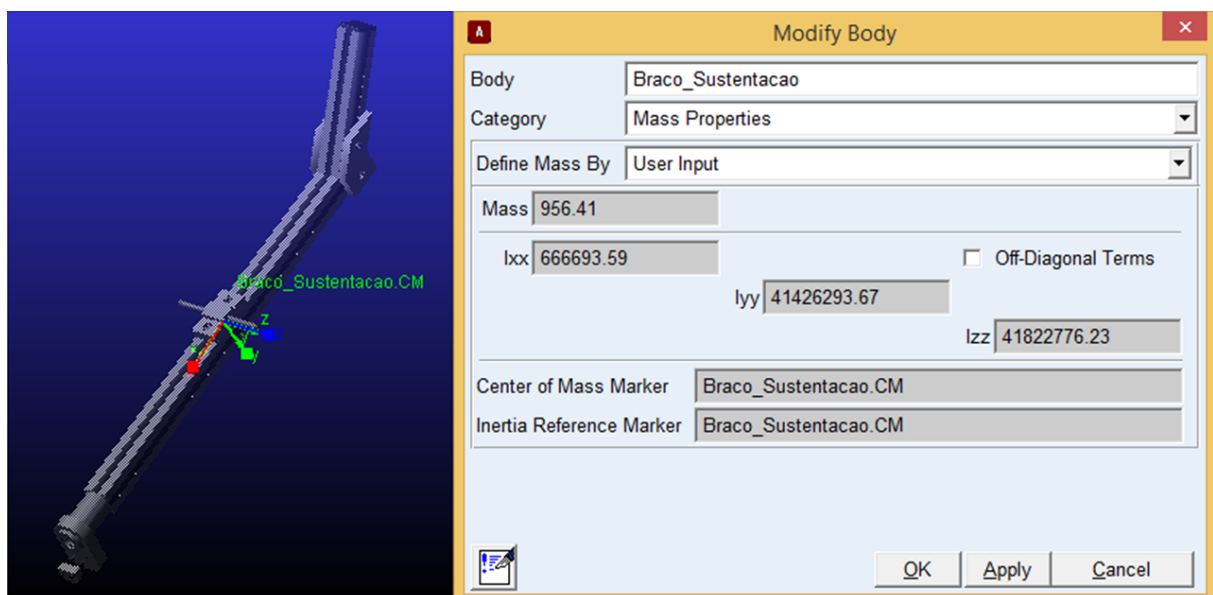 A
Modify Body
Body Braco_Sustentacao
Category Mass Properties
Define Mass By User Input
Mass 956.41
Ixx 666693.59 Off-Diagonal Terms
Iyy 41426293.67
Izz 41822776.23
Center of Mass Marker Braco_Sustentacao.CM
Inertia Reference Marker Braco_Sustentacao.CM
OK Apply Cancel
Braco_Sustentacao.CM
z
y